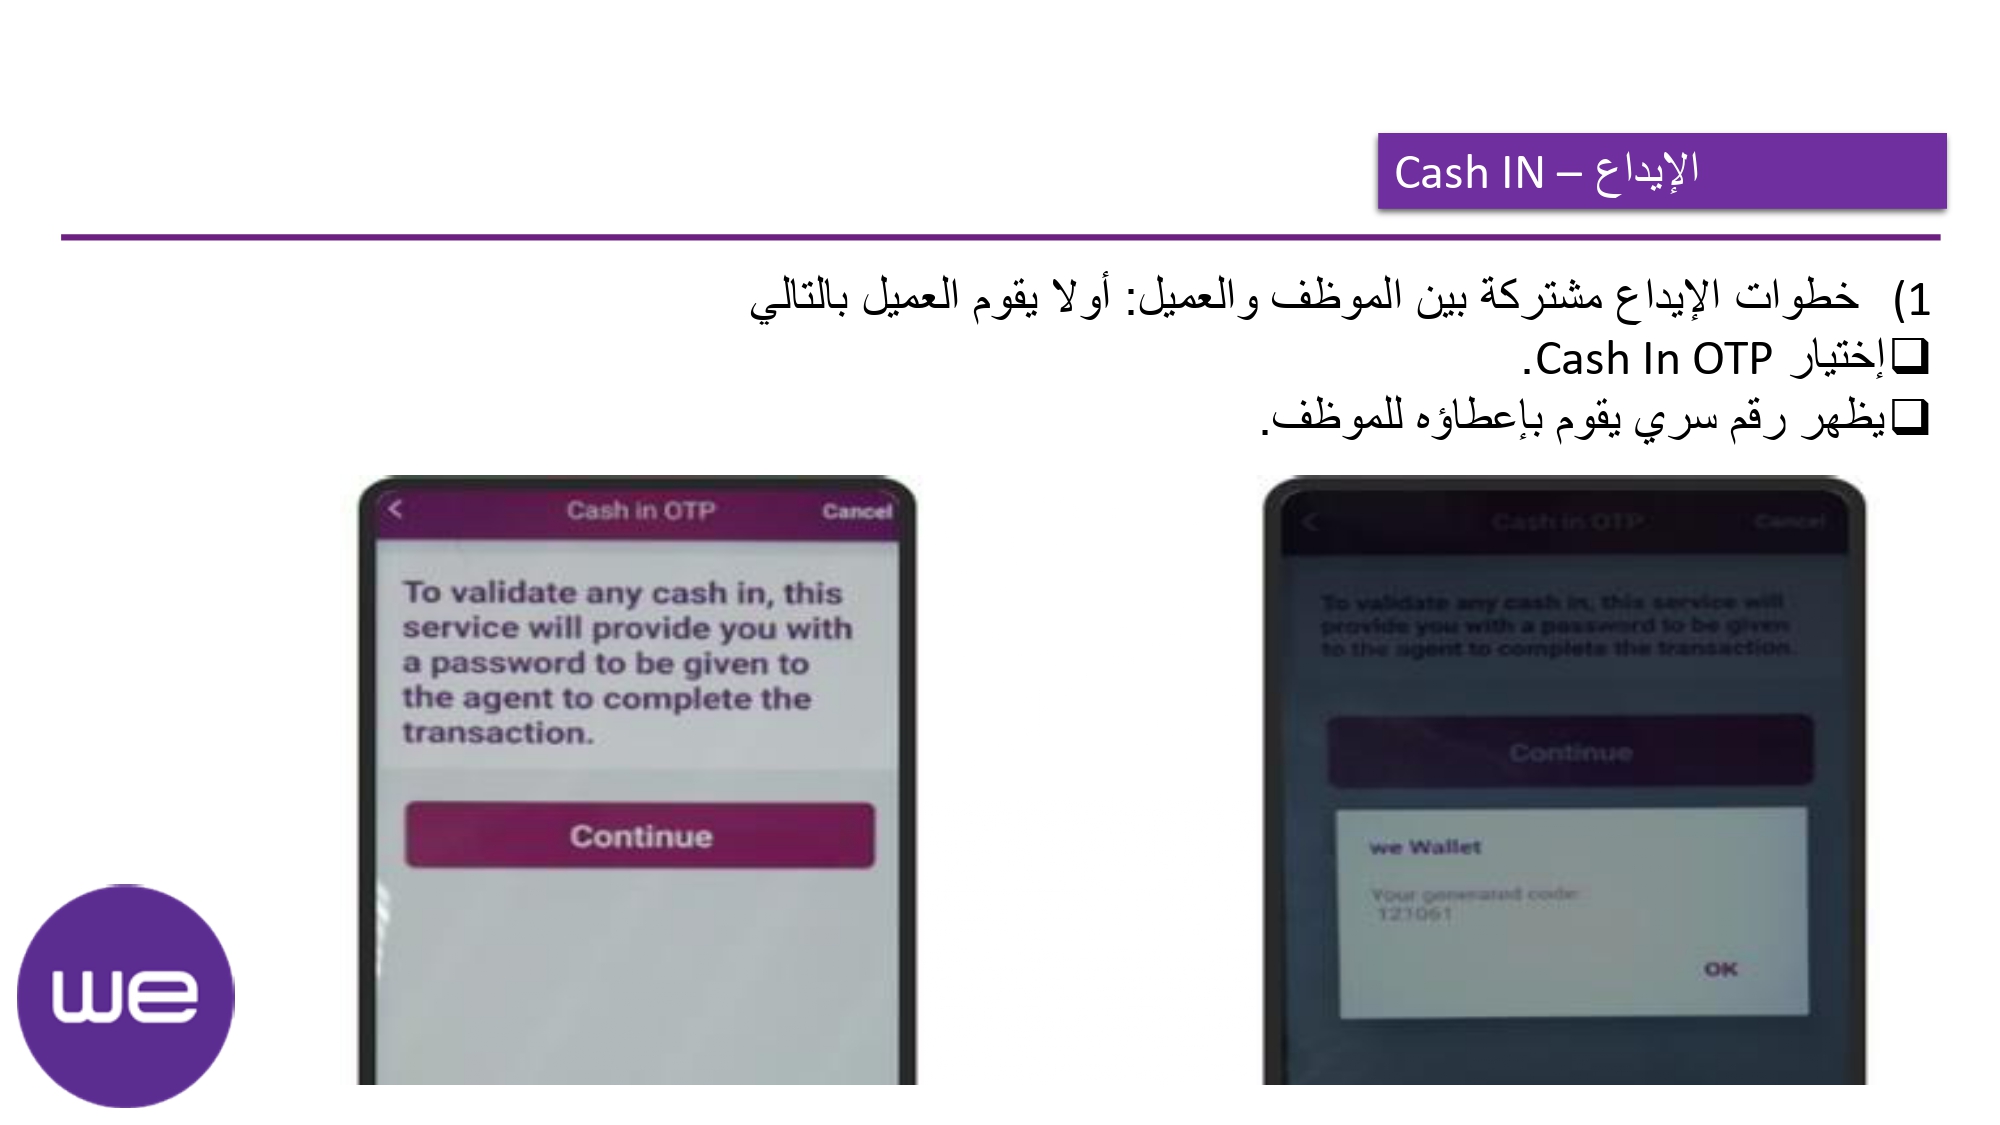 الإيداع – Cash IN
1) خطوات الإيداع مشتركة بين الموظف والعميل: أولا يقوم العميل بالتالي
❑إختيار Cash In OTP.
❑يظهر رقم سري يقوم بإعطاؤه للموظف.
< Cash in OTP Cancel
To validate any cash in, this
service will provide you with
a password to be given to
the agent to complete the
transaction.
Continue
< Cash in OTP Cancel
To validate any cash in, this service will
provide you with a password to be given
to the agent to complete the transaction.
Continue
we Wallet
Your generated code:
121061
OK
we